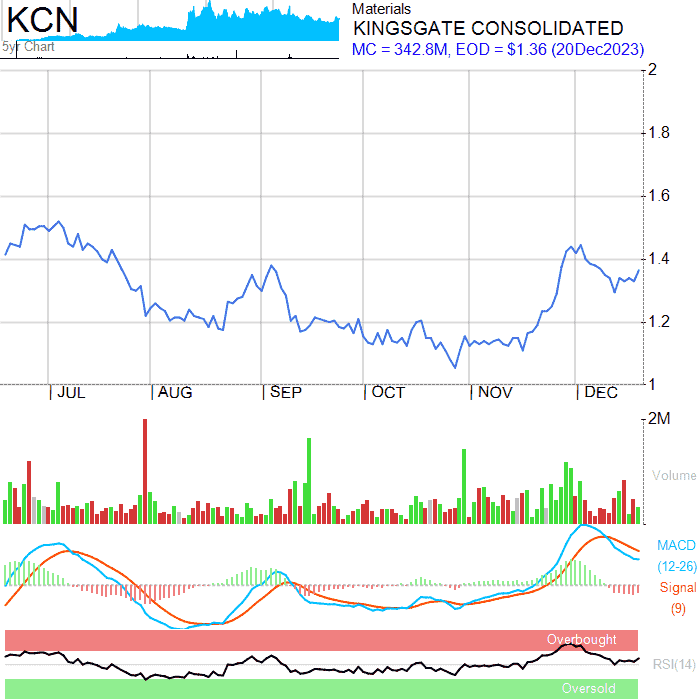 KCN
5yr Chart
Materials
KINGSGATE CONSOLIDATED
MC = 342.8M, EOD = $1.36 (20Dec2023)
2
1.8
1.6
1.4
1.2
1
JUL AUG SEP OCT NOV DEC
2M
Volume
MACD
(12-26)
Signal
(9)
Overbought
RSI(14)
Oversold